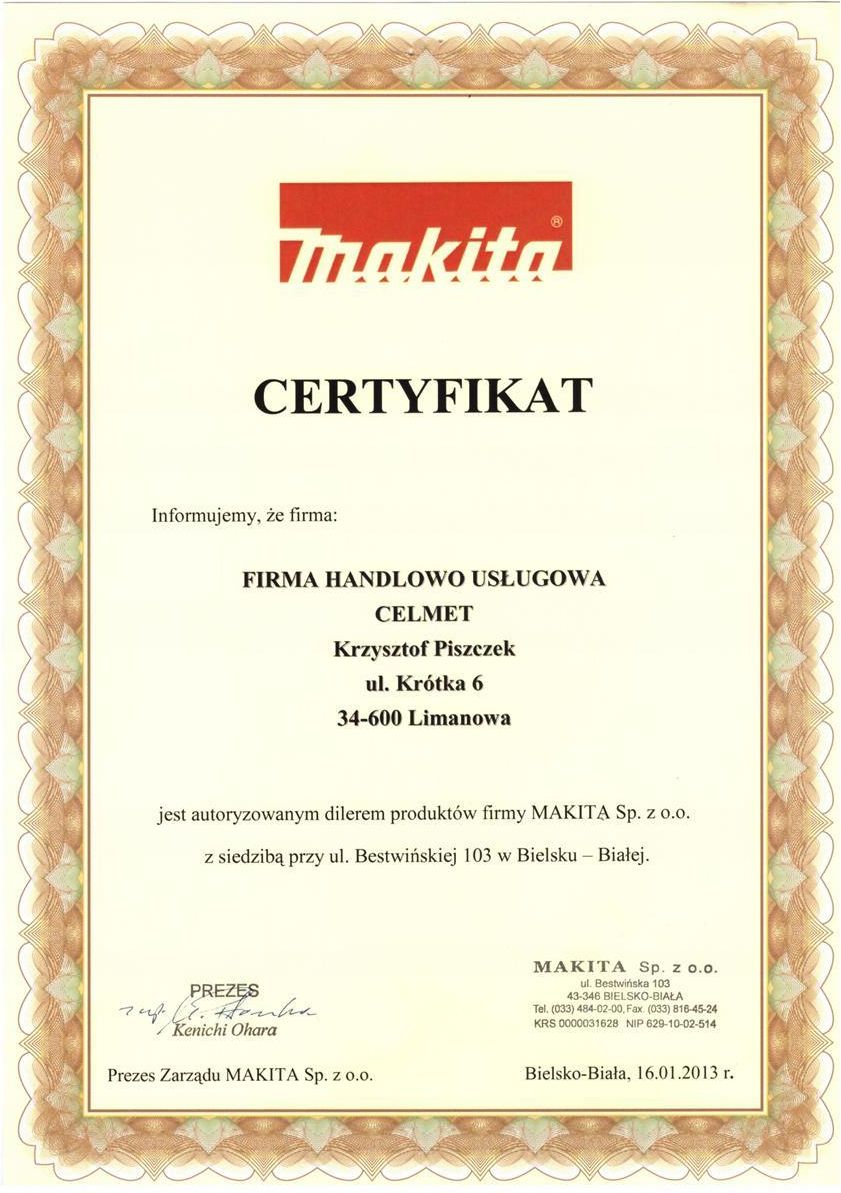 makita®
CERTYFIKAT
Informujemy, że firma:
FIRMA HANDLOWO USŁUGOWA
CELMET
Krzysztof Piszczek
ul. Krótka 6
34-600 Limanowa
jest autoryzowanym dilerem produktów firmy MAKITA Sp. z o.o.
z siedzibą przy ul. Bestwińskiej 103 w Bielsku – Białej.
PREZES
Kenichi Ohara
Prezes Zarządu MAKITA Sp. z o.o.
MAKITA Sp. z o.o.
ul. Bestwińska 103
43-346 BIELSKO-BIAŁA
Tel. (033) 484-02-00, Fax. (033) 816-45-24
KRS 0000031628 NIP 629-10-02-514
Bielsko-Biała, 16.01.2013 r.